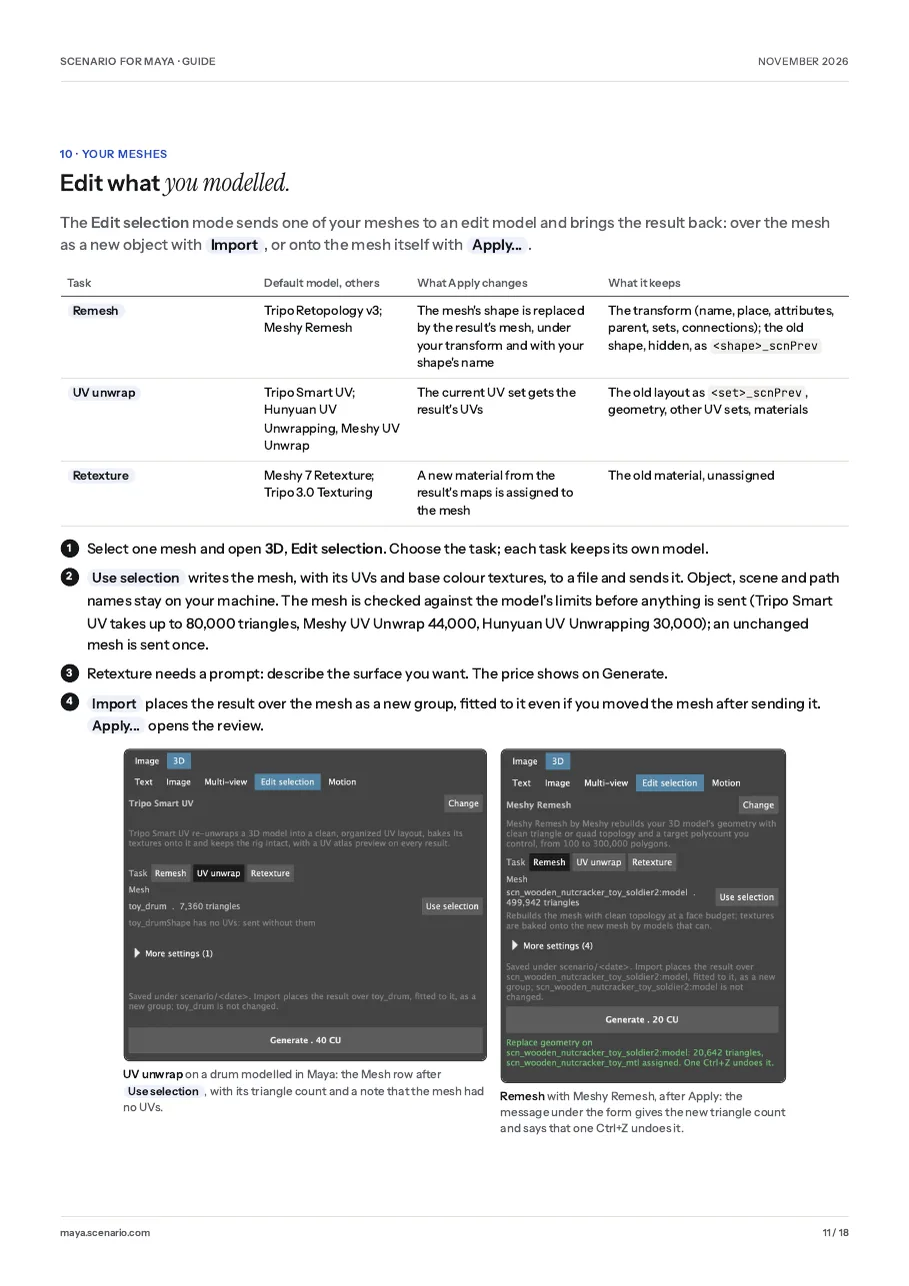 SCENARIO FOR MAYA · GUIDE
NOVEMBER 2026
10 · YOUR MESHES
Edit what you modelled.
The Edit selection mode sends one of your meshes to an edit model and brings the result back: over the mesh
as a new object with Import , or onto the mesh itself with Apply... .
Task
Default model, others
What Apply changes
What it keeps
Remesh
Tripo Retopology v3;
Meshy Remesh
The mesh's shape is replaced
by the result's mesh, under
your transform and with your
shape's name
The transform (name, place, attributes,
parent, sets, connections); the old
shape, hidden, as <shape>_scnPrev
UV unwrap
Tripo Smart UV;
Hunyuan UV
Unwrapping, Meshy UV
Unwrap
The current UV set gets the
result's UVs
The old layout as <set>_scnPrev ,
geometry, other UV sets, materials
Retexture
Meshy 7 Retexture;
Tripo 3.0 Texturing
A new material from the
result's maps is assigned to
the mesh
The old material, unassigned
1 Select one mesh and open 3D, Edit selection. Choose the task; each task keeps its own model.
2 Use selection writes the mesh, with its UVs and base colour textures, to a file and sends it. Object, scene and path
names stay on your machine. The mesh is checked against the model's limits before anything is sent (Tripo Smart
UV takes up to 80,000 triangles, Meshy UV Unwrap 44,000, Hunyuan UV Unwrapping 30,000); an unchanged
mesh is sent once.
3 Retexture needs a prompt: describe the surface you want. The price shows on Generate.
4 Import places the result over the mesh as a new group, fitted to it even if you moved the mesh after sending it.
Apply... opens the review.
Image 3D
Text Image Multi-view Edit selection Motion
Tripo Smart UV
Change
Tripo Smart UV re-unwraps a 3D model into a clean, organized UV layout, bakes its
textures onto it and keeps the rig intact, with a UV atlas preview on every result.
Task Remesh UV unwrap Retexture
Mesh
toy_drum . 7,360 triangles
Use selection
toy_drumShape has no UVs: sent without them
More settings (1)
Saved under scenario/<date>. Import places the result over toy_drum, fitted to it, as a
new group; toy_drum is not changed.
Generate . 40 CU
UV unwrap on a drum modelled in Maya: the Mesh row after
Use selection , with its triangle count and a note that the mesh had
no UVs.
Image 3D
Text Image Multi-view Edit selection Motion
Meshy Remesh
Change
Meshy Remesh by Meshy rebuilds your 3D model's geometry with
clean triangle or quad topology and a target polycount you
control, from 100 to 300,000 polygons.
Task Remesh UV unwrap Retexture
Mesh
scn_wooden_nutcracker_toy_soldier2:model .
499,942 triangles
Use selection
Rebuilds the mesh with clean topology at a face budget; textures
are baked onto the new mesh by models that can.
More settings (4)
Saved under scenario/<date>. Import places the result over
scn_wooden_nutcracker_toy_soldier2:model, fitted to it, as a new
group; scn_wooden_nutcracker_toy_soldier2:model is not
changed.
Generate . 20 CU
Replace geometry on
scn_wooden_nutcracker_toy_soldier2:model: 20,642 triangles,
scn_wooden_nutcracker_toy_mtl assigned. One Ctrl+Z undoes it.
Remesh with Meshy Remesh, after Apply: the
message under the form gives the new triangle count
and says that one Ctrl+Z undoes it.
maya.scenario.com
11 / 18